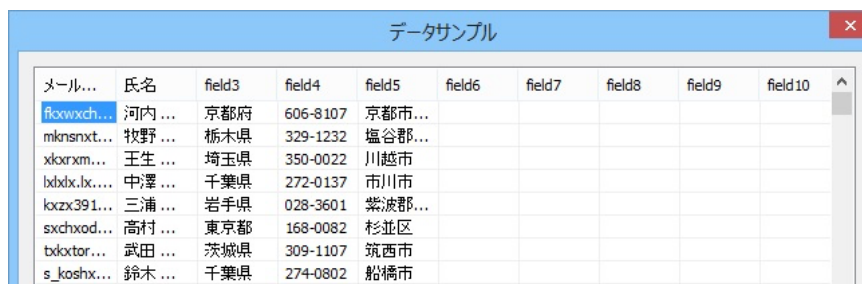 データサンプル
メール... 氏名 field3 field4 field5 field6 field7 field8 field9 field10
fkxwxch... 河内 ... 京都府 606-8107 京都市...
mknsnxt... 牧野 ... 栃木県 329-1232 塩谷郡...
xkxrxm... 王生 ... 埼玉県 350-0022 川越市
lxlxlx.lx.... 中澤 ... 千葉県 272-0137 市川市
kxzx391... 三浦 ... 岩手県 028-3601 紫波郡...
sxchxod... 高村 ... 東京都 168-0082 杉並区
txkxtor... 武田 ... 茨城県 309-1107 筑西市
s_koshx... 鈴木 ... 千葉県 274-0802 船橋市